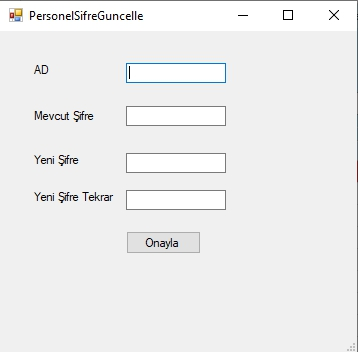 PersonelSifreGuncelle
AD
Mevcut Şifre
Yeni Şifre
Yeni Şifre Tekrar
Onayla